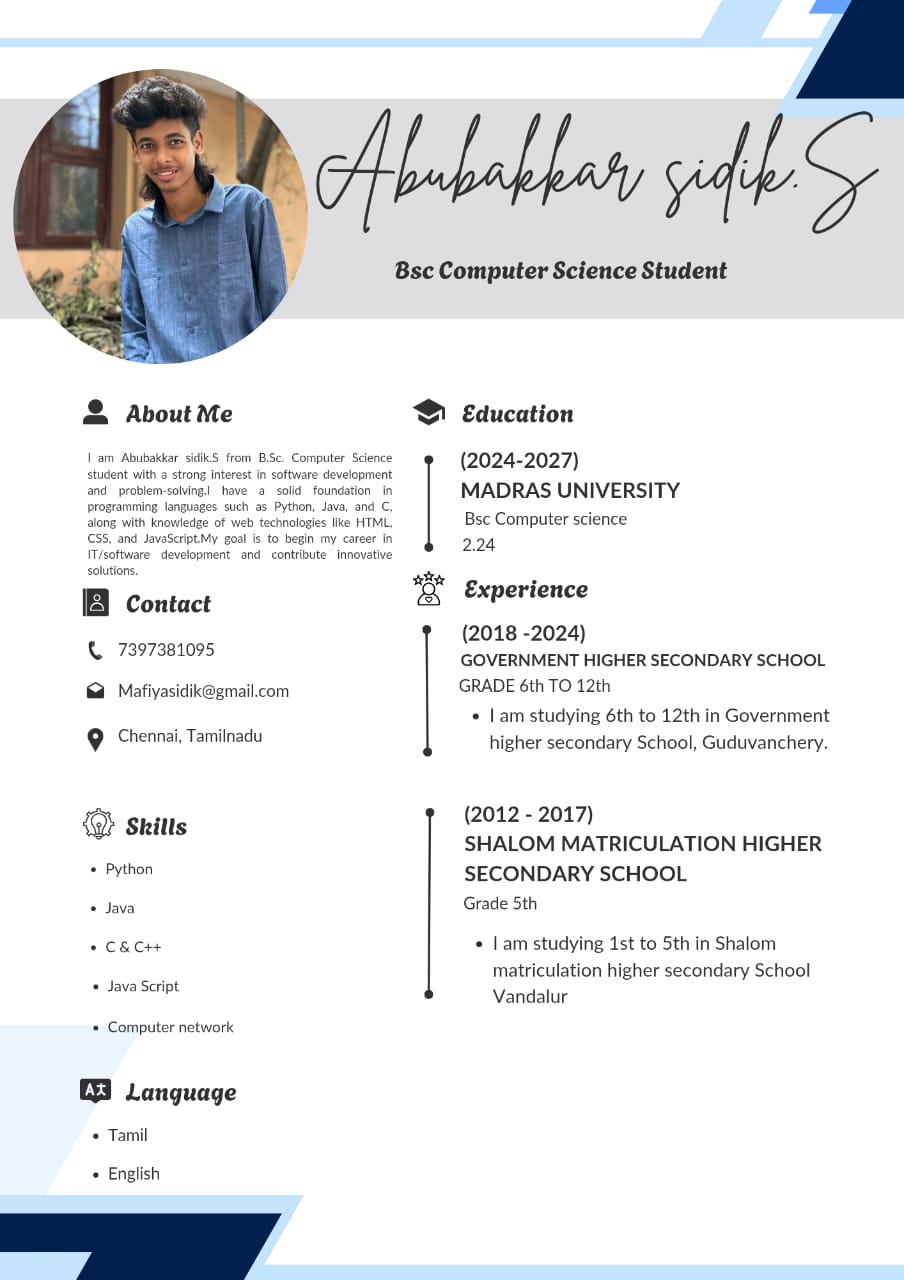 Abubakkar sidik.S
Bsc Computer Science Student
About Me
I am Abubakkar sidik.S from B.Sc. Computer Science
student with a strong interest in software development
and problem-solving.I have a solid foundation in
programming languages such as Python, Java, and C,
along with knowledge of web technologies like HTML,
CSS, and JavaScript.My goal is to begin my career in
IT/software development and contribute innovative
solutions.
Contact
7397381095
Mafiyasidik@gmail.com
Chennai, Tamilnadu
Skills
• Python
• Java
• C & C++
• Java Script
• Computer network
Language
• Tamil
• English
Education
(2024-2027)
MADRAS UNIVERSITY
Bsc Computer science
2.24
Experience
(2018 -2024)
GOVERNMENT HIGHER SECONDARY SCHOOL
GRADE 6th TO 12th
• I am studying 6th to 12th in Government
higher secondary School, Guduvanchery.
(2012 - 2017)
SHALOM MATRICULATION HIGHER
SECONDARY SCHOOL
Grade 5th
• I am studying 1st to 5th in Shalom
matriculation higher secondary School
Vandalur